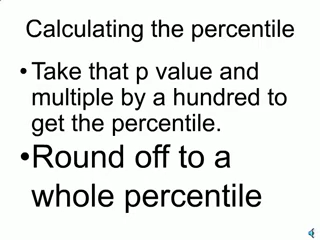 Calculating the percentile
•Take that p value and
multiple by a hundred to
get the percentile.
•Round off to a
whole percentile